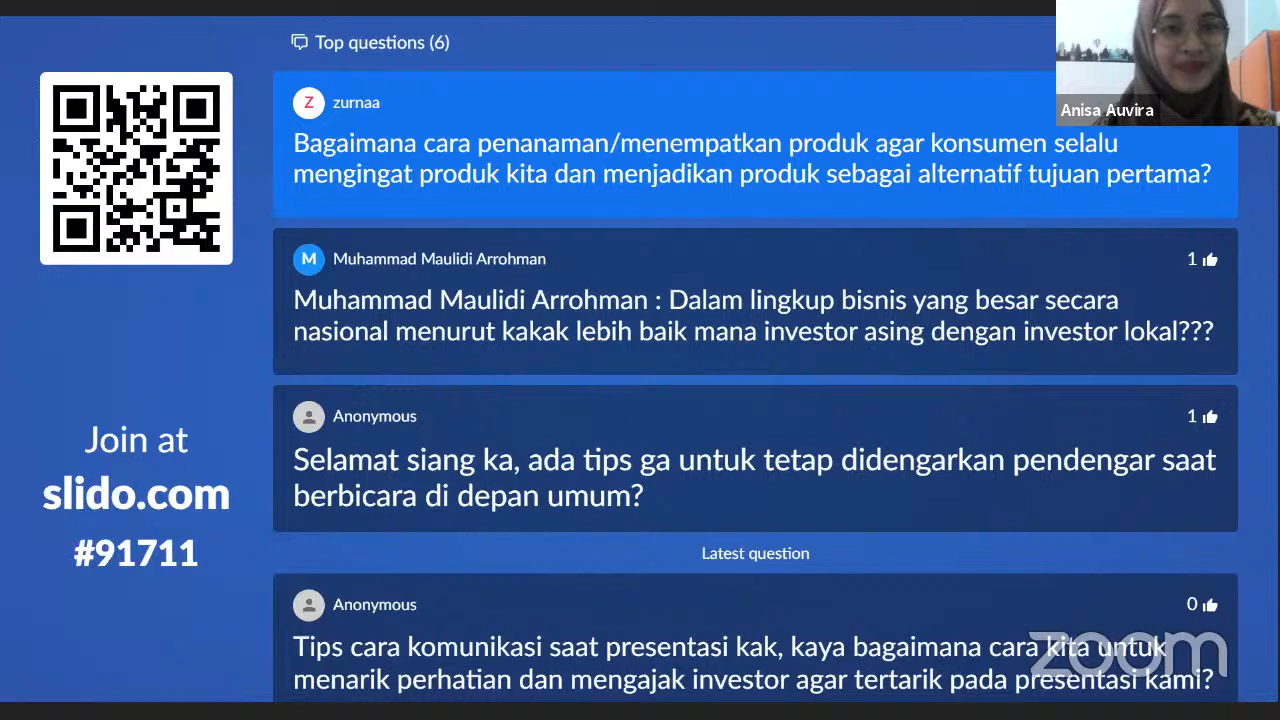 Top questions (6)
Z zurnaa
Bagaimana cara penanaman/menempatkan produk agar konsumen selalu
mengingat produk kita dan menjadikan produk sebagai alternatif tujuan pertama?
Anisa Auvira
M Muhammad Maulidi Arrohman 1
Muhammad Maulidi Arrohman : Dalam lingkup bisnis yang besar secara
nasional menurut kakak lebih baik mana investor asing dengan investor lokal???
Anonymous 1
Selamat siang ka, ada tips ga untuk tetap didengarkan pendengar saat
berbicara di depan umum?
Join at
slido.com
#91711
Latest question
Anonymous 0
Tips cara komunikasi saat presentasi kak, kaya bagaimana cara kita untuk
menarik perhatian dan mengajak investor agar tertarik pada presentasi kami?
zoom